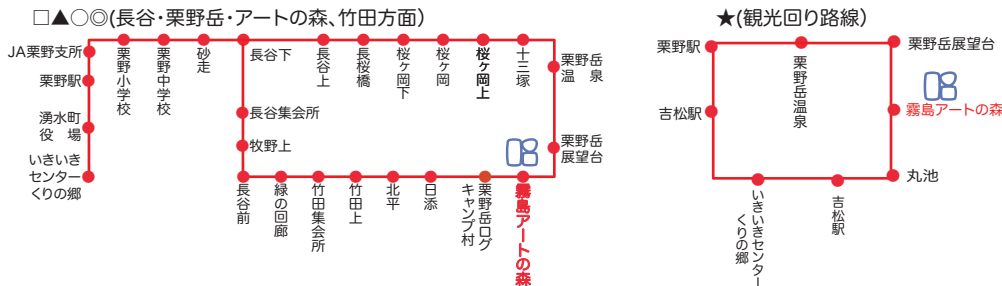 □▲○◎(長谷・栗野岳・アートの森、竹田方面)
JA栗野支所
栗野駅
湧水町
役 場
いきいき
センター
くりの郷
栗野小学校
栗野中学校
砂走
長谷下
長谷上
長桜橋
桜ヶ岡下
桜ヶ岡
桜ヶ岡上
十三塚
栗野岳
温 泉
栗野岳
展望台
長谷集会所
牧野上
長谷前
緑の回廊
竹田集会所
竹田上
北平
日添
栗野岳ログ
キャンプ村
霧島アートの森
★(観光回り路線)
栗野駅
栗野岳温泉
栗野岳展望台
吉松駅
霧島アートの森
丸池
いきいきセンター
くりの郷
吉松駅